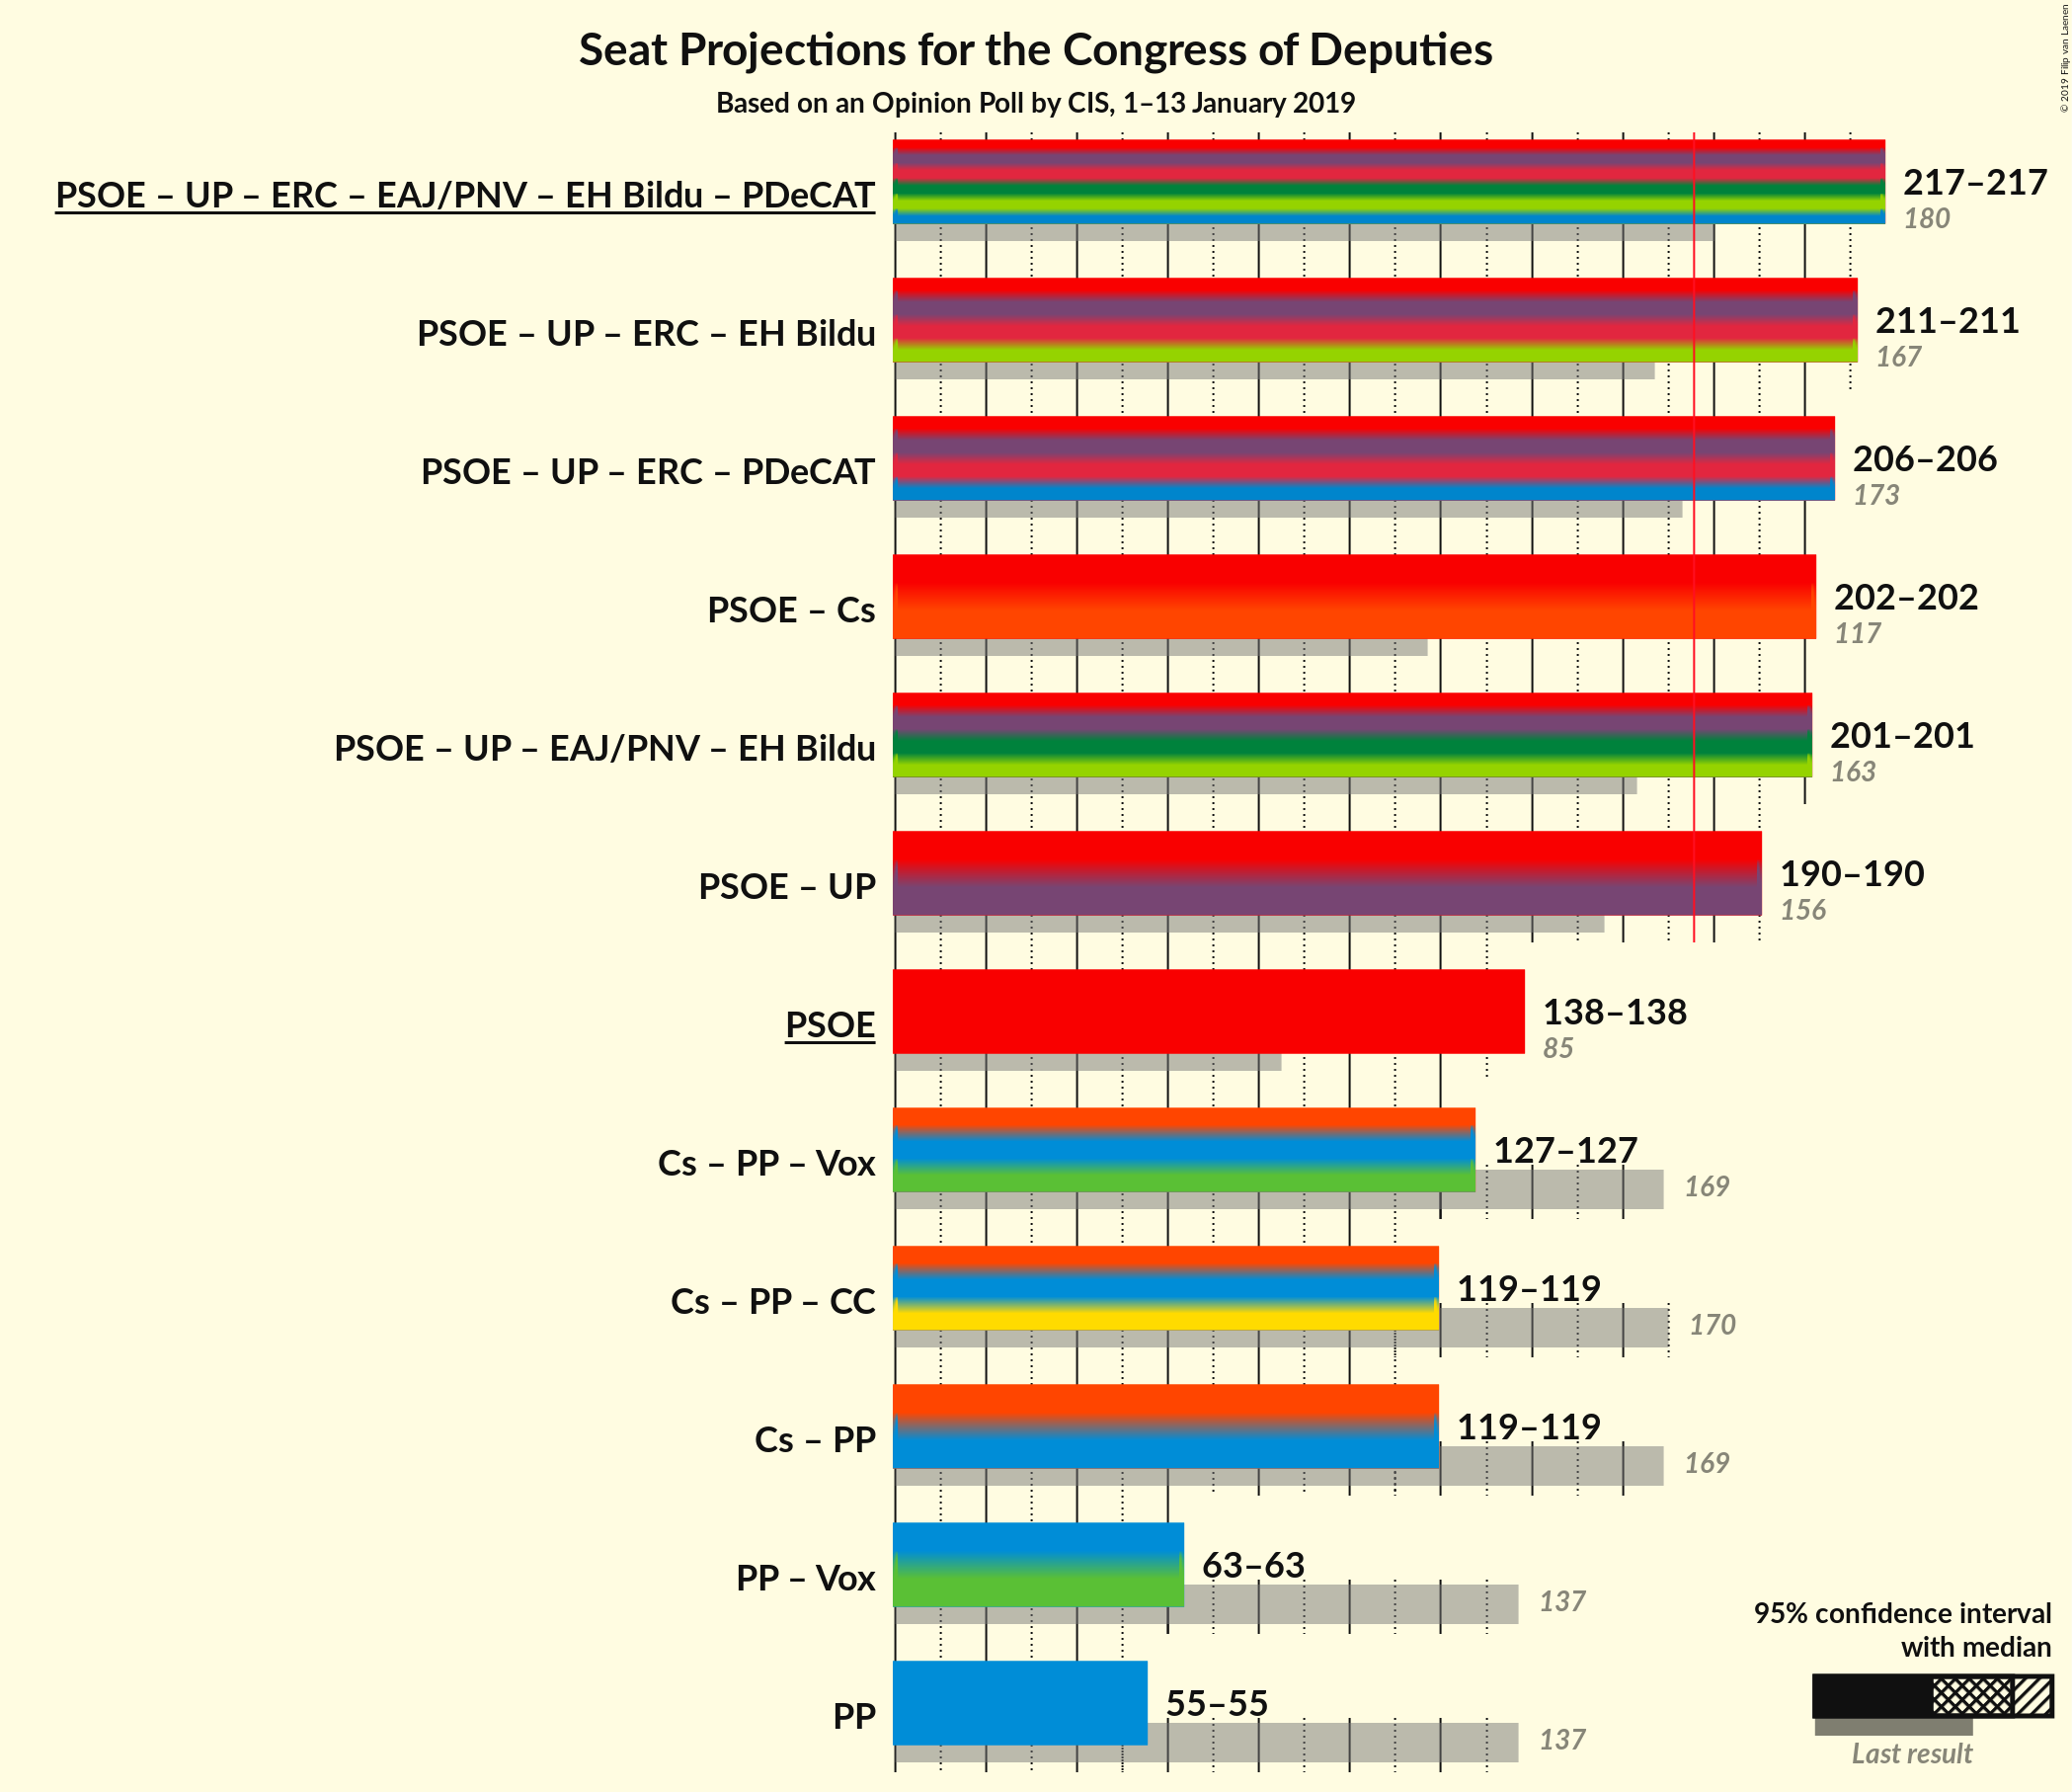 Seat Projections for the Congress of Deputies
Based on an Opinion Poll by CIS, 1–13 January 2019
© 2019 Filip van Laenen
PSOE – UP – ERC – EAJ/PNV – EH Bildu – PDeCAT
217–217
180
PSOE – UP – ERC – EH Bildu
211–211
167
PSOE – UP – ERC – PDeCAT
206–206
173
PSOE – Cs
202–202
117
PSOE – UP – EAJ/PNV – EH Bildu
201–201
163
PSOE – UP
190–190
156
PSOE
138–138
85
Cs – PP – Vox
127–127
169
Cs – PP – CC
119–119
170
Cs – PP
119–119
169
PP – Vox
63–63
137
PP
55–55
137
95% confidence interval
with median
Last result